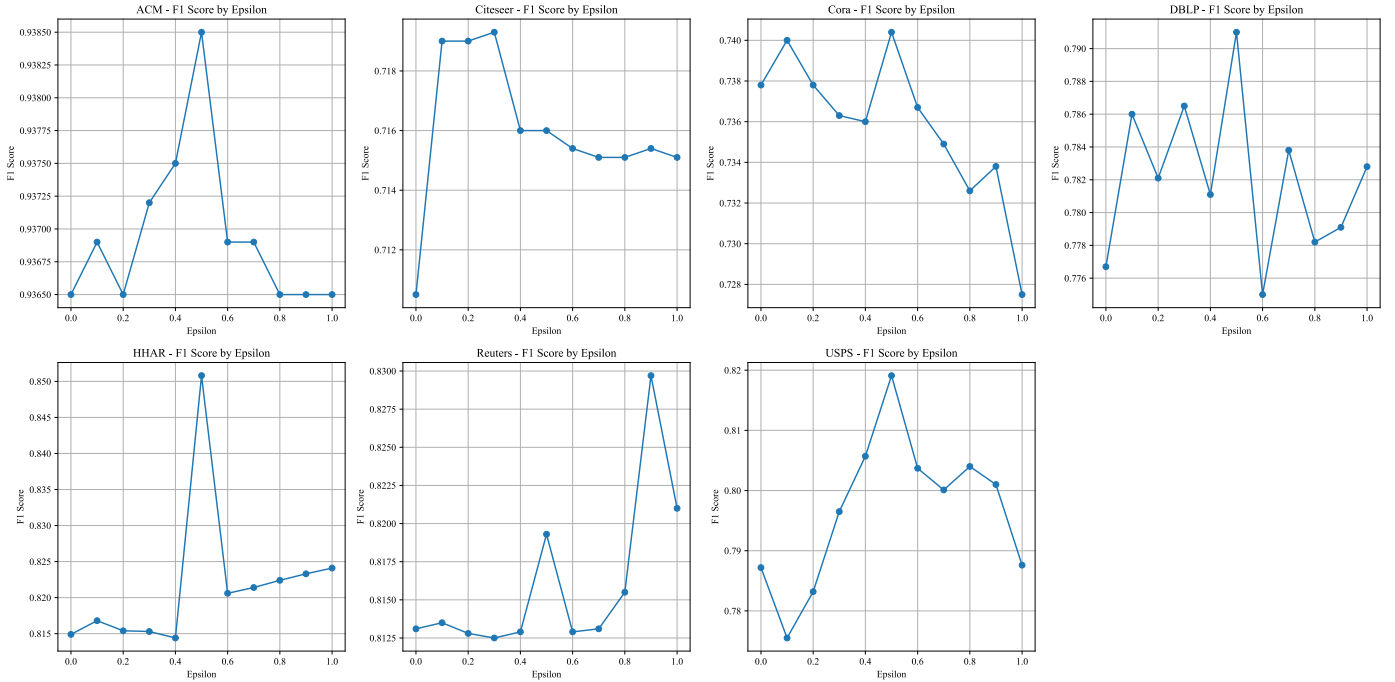 ACM - F1 Score by Epsilon
0.93850
0.93825
0.93800
0.93775
0.93750
0.93725
0.93700
0.93675
0.93650
F1 Score
0.0 0.2 0.4 0.6 0.8 1.0
Epsilon
Citeseer - F1 Score by Epsilon
0.718
0.716
0.714
0.712
F1 Score
0.0 0.2 0.4 0.6 0.8 1.0
Epsilon
Cora - F1 Score by Epsilon
0.740
0.738
0.736
0.734
0.732
0.730
0.728
F1 Score
0.0 0.2 0.4 0.6 0.8 1.0
Epsilon
DBLP - F1 Score by Epsilon
0.790
0.788
0.786
0.784
0.782
0.780
0.778
0.776
F1 Score
0.0 0.2 0.4 0.6 0.8 1.0
Epsilon
HHAR - F1 Score by Epsilon
0.850
0.845
0.840
0.835
0.830
0.825
0.820
0.815
F1 Score
0.0 0.2 0.4 0.6 0.8 1.0
Epsilon
Reuters - F1 Score by Epsilon
0.8300
0.8275
0.8250
0.8225
0.8200
0.8175
0.8150
0.8125
F1 Score
0.0 0.2 0.4 0.6 0.8 1.0
Epsilon
USPS - F1 Score by Epsilon
0.82
0.81
0.80
0.79
0.78
F1 Score
0.0 0.2 0.4 0.6 0.8 1.0
Epsilon